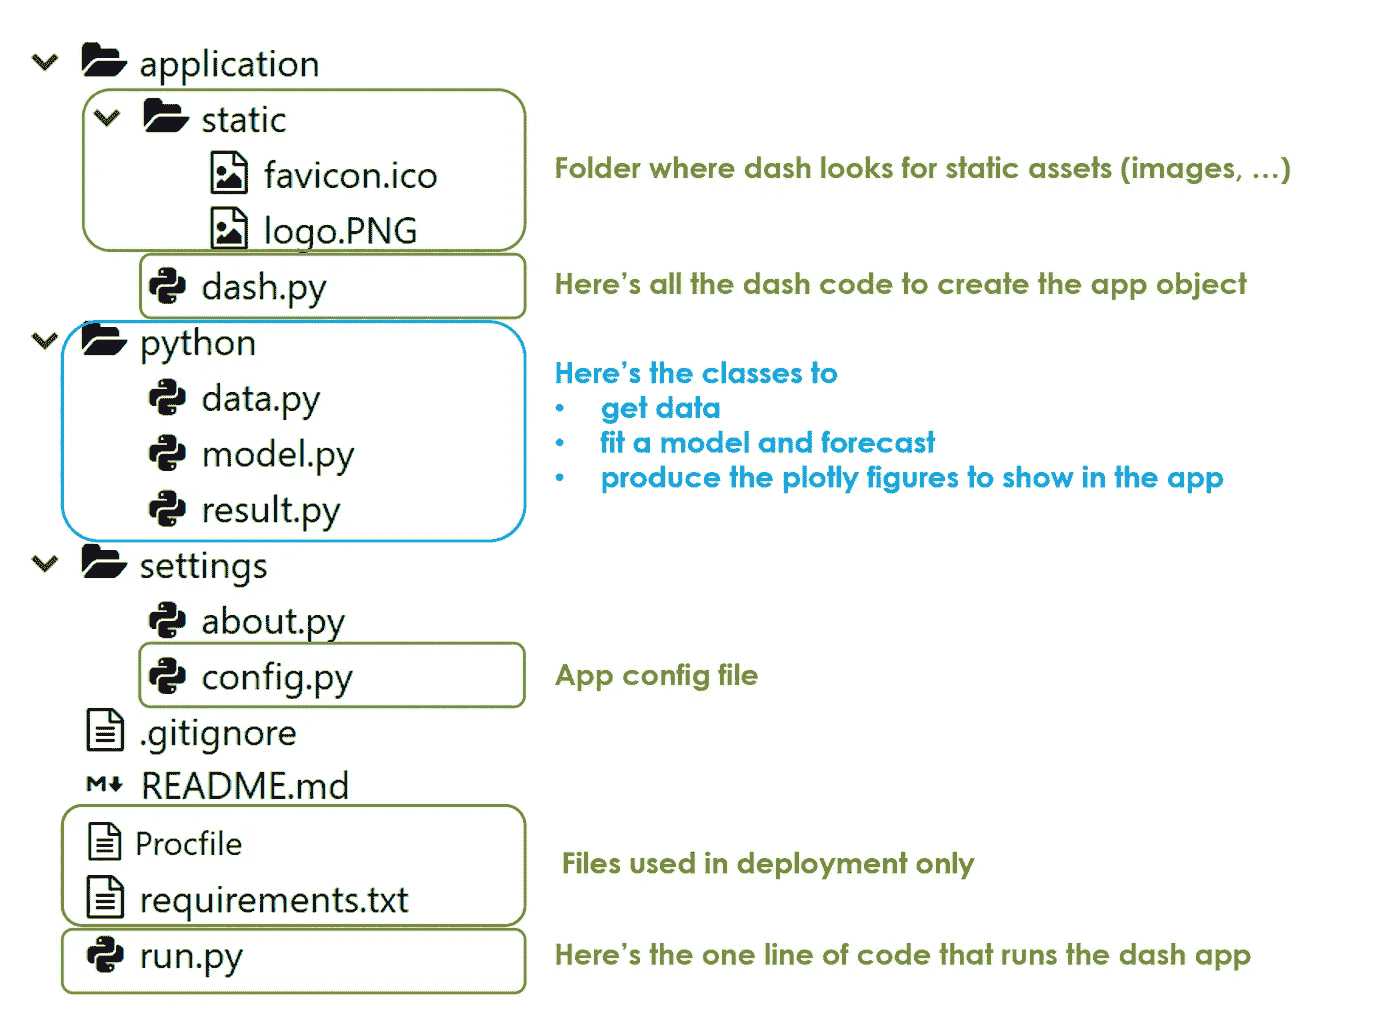 application
static
favicon.ico
logo.PNG
Folder where dash looks for static assets (images, …)
dash.py
Here's all the dash code to create the app object
python
data.py
model.py
result.py
Here's the classes to
• get data
• fit a model and forecast
• produce the plotly figures to show in the app
settings
about.py
config.py
App config file
.gitignore
README.md
Procfile
requirements.txt
Files used in deployment only
run.py
Here's the one line of code that runs the dash app